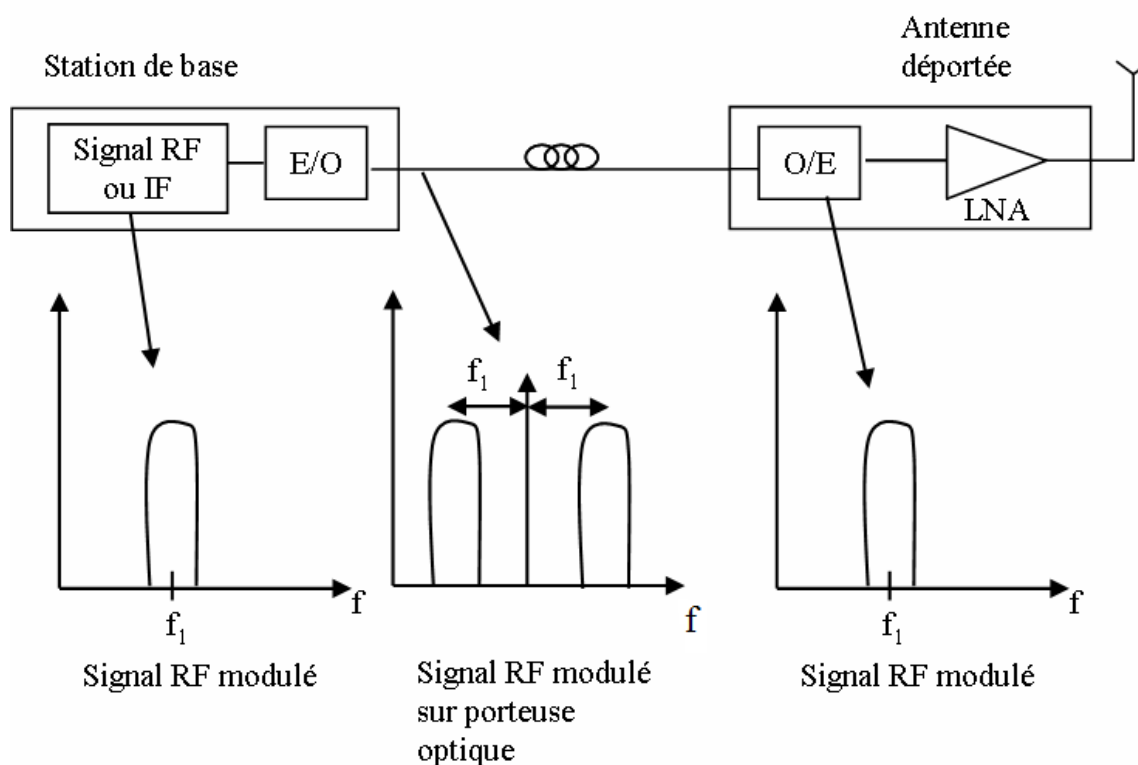 Station de base
Antenne
déportée
Signal RF
ou IF
E/O
O/E
LNA
f₁
f₁
f
f₁
f
f
f₁
Signal RF modulé
Signal RF modulé
sur porteuse
optique
Signal RF modulé